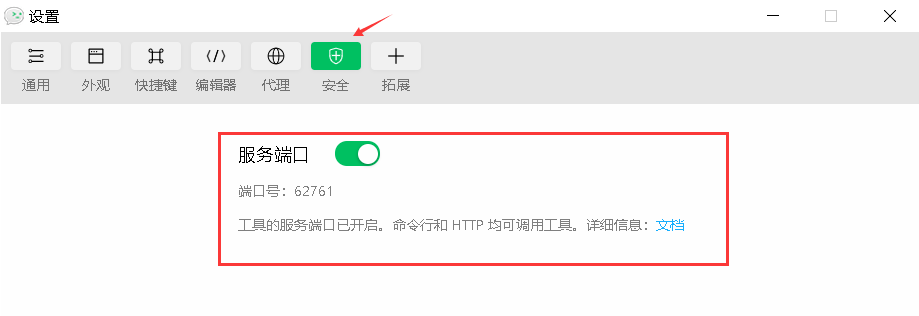 设置
通用 外观 快捷键 编辑器 代理 安全 拓展
服务端口
端口号：62761
工具的服务端口已开启。命令行和 HTTP 均可调用工具。详细信息：文档